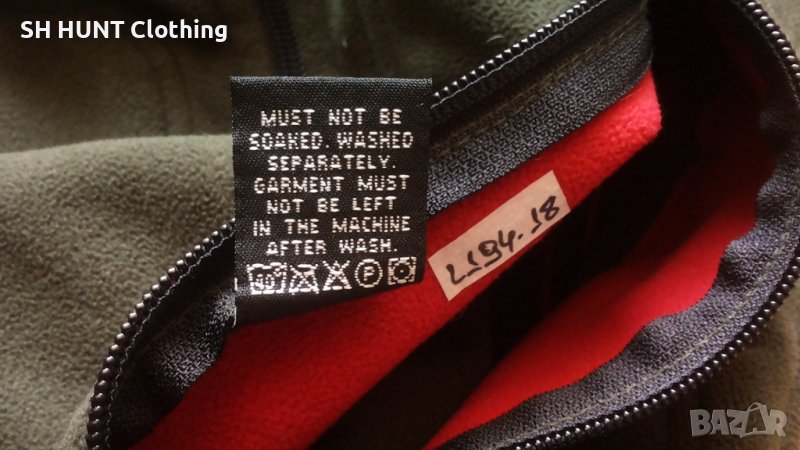 SH HUNT Clothing
MUST NOT BE
SOAKED. WASHED
SEPARATELY.
GARMENT MUST
NOT BE LEFT
IN THE MACHINE
AFTER WASH.
40° P
L194.18
BAZAR